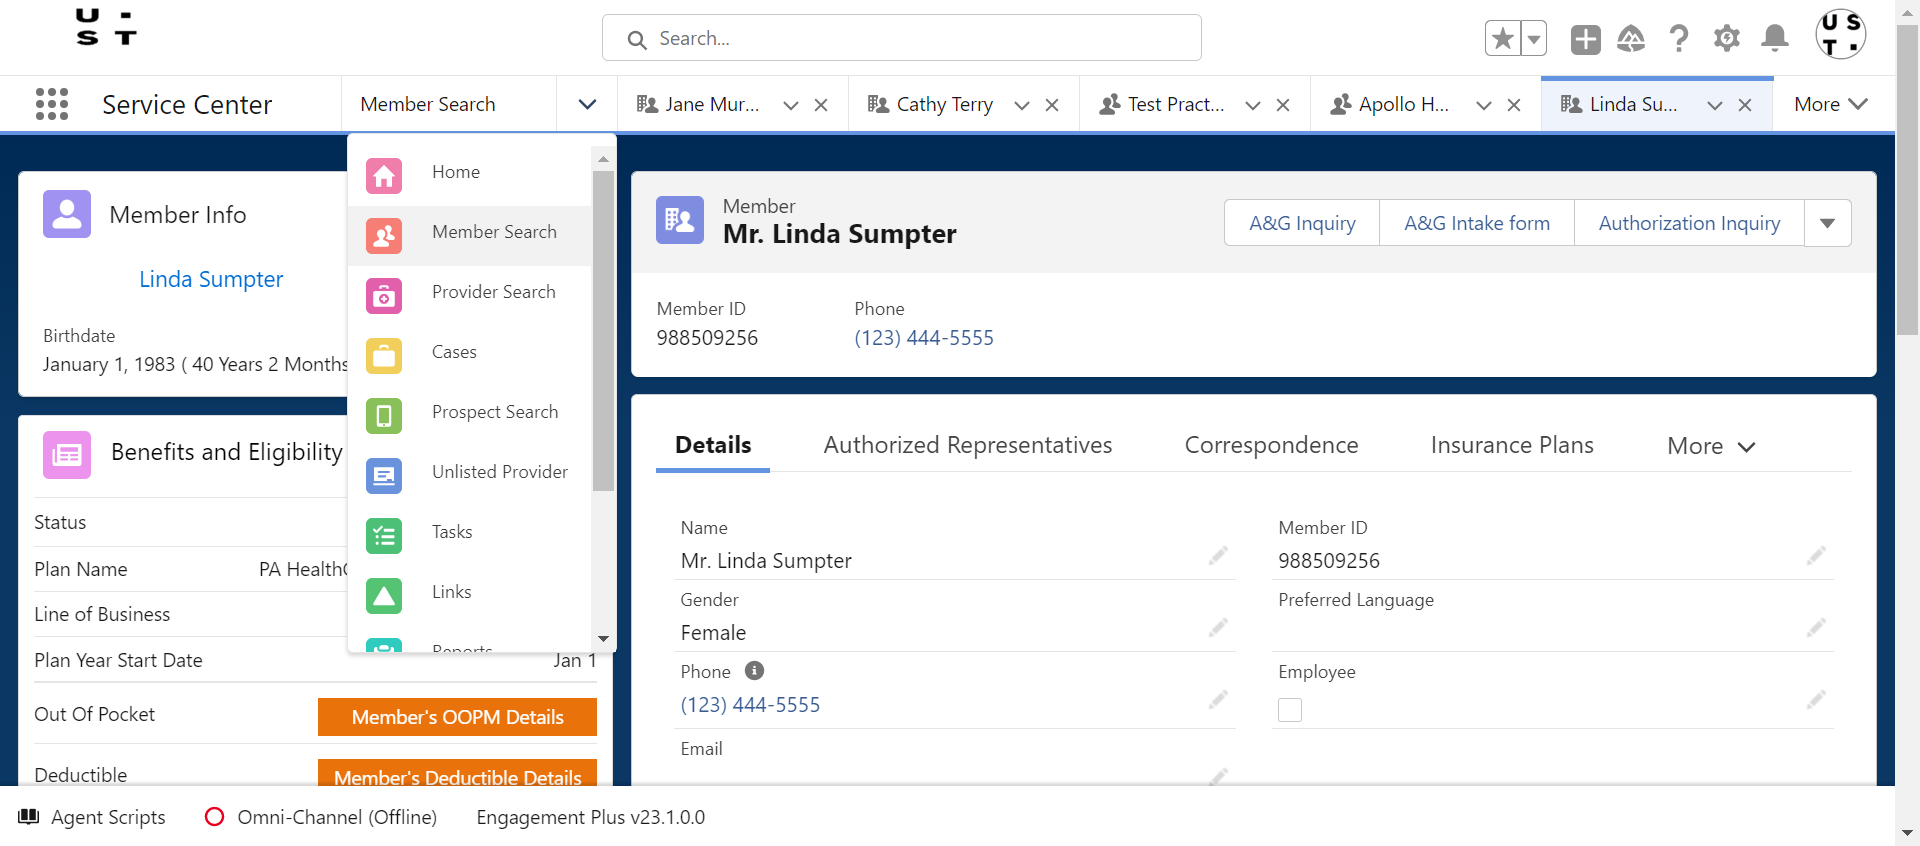 U -
S T
Search...
U S
T .
Service Center
Member Search
Jane Mur...
Cathy Terry
Test Pract...
Apollo H...
Linda Su...
More
Home
Member Search
Provider Search
Cases
Prospect Search
Unlisted Provider
Tasks
Links
Reports
Member Info
Linda Sumpter
Birthdate
January 1, 1983 ( 40 Years 2 Months
Benefits and Eligibility
Status
Plan Name PA Health
Line of Business
Plan Year Start Date Jan 1
Out Of Pocket Member's OOPM Details
Deductible Member's Deductible Details
Member
Mr. Linda Sumpter
A&G Inquiry
A&G Intake form
Authorization Inquiry
Member ID
988509256
Phone
(123) 444-5555
Details
Authorized Representatives
Correspondence
Insurance Plans
More
Name
Mr. Linda Sumpter
Member ID
988509256
Gender
Female
Preferred Language
Phone
(123) 444-5555
Employee
Email
Agent Scripts
Omni-Channel (Offline)
Engagement Plus v23.1.0.0